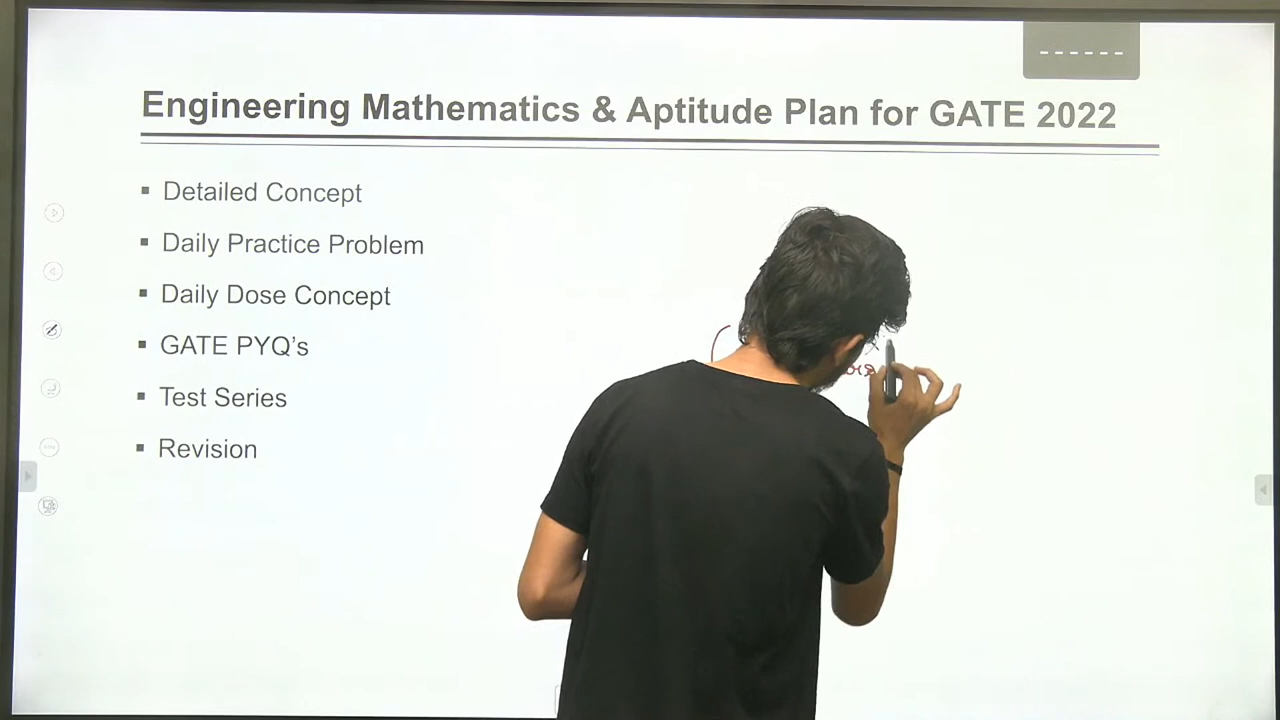 Engineering Mathematics & Aptitude Plan for GATE 2022
▪ Detailed Concept
▪ Daily Practice Problem
▪ Daily Dose Concept
▪ GATE PYQ’s
▪ Test Series
▪ Revision